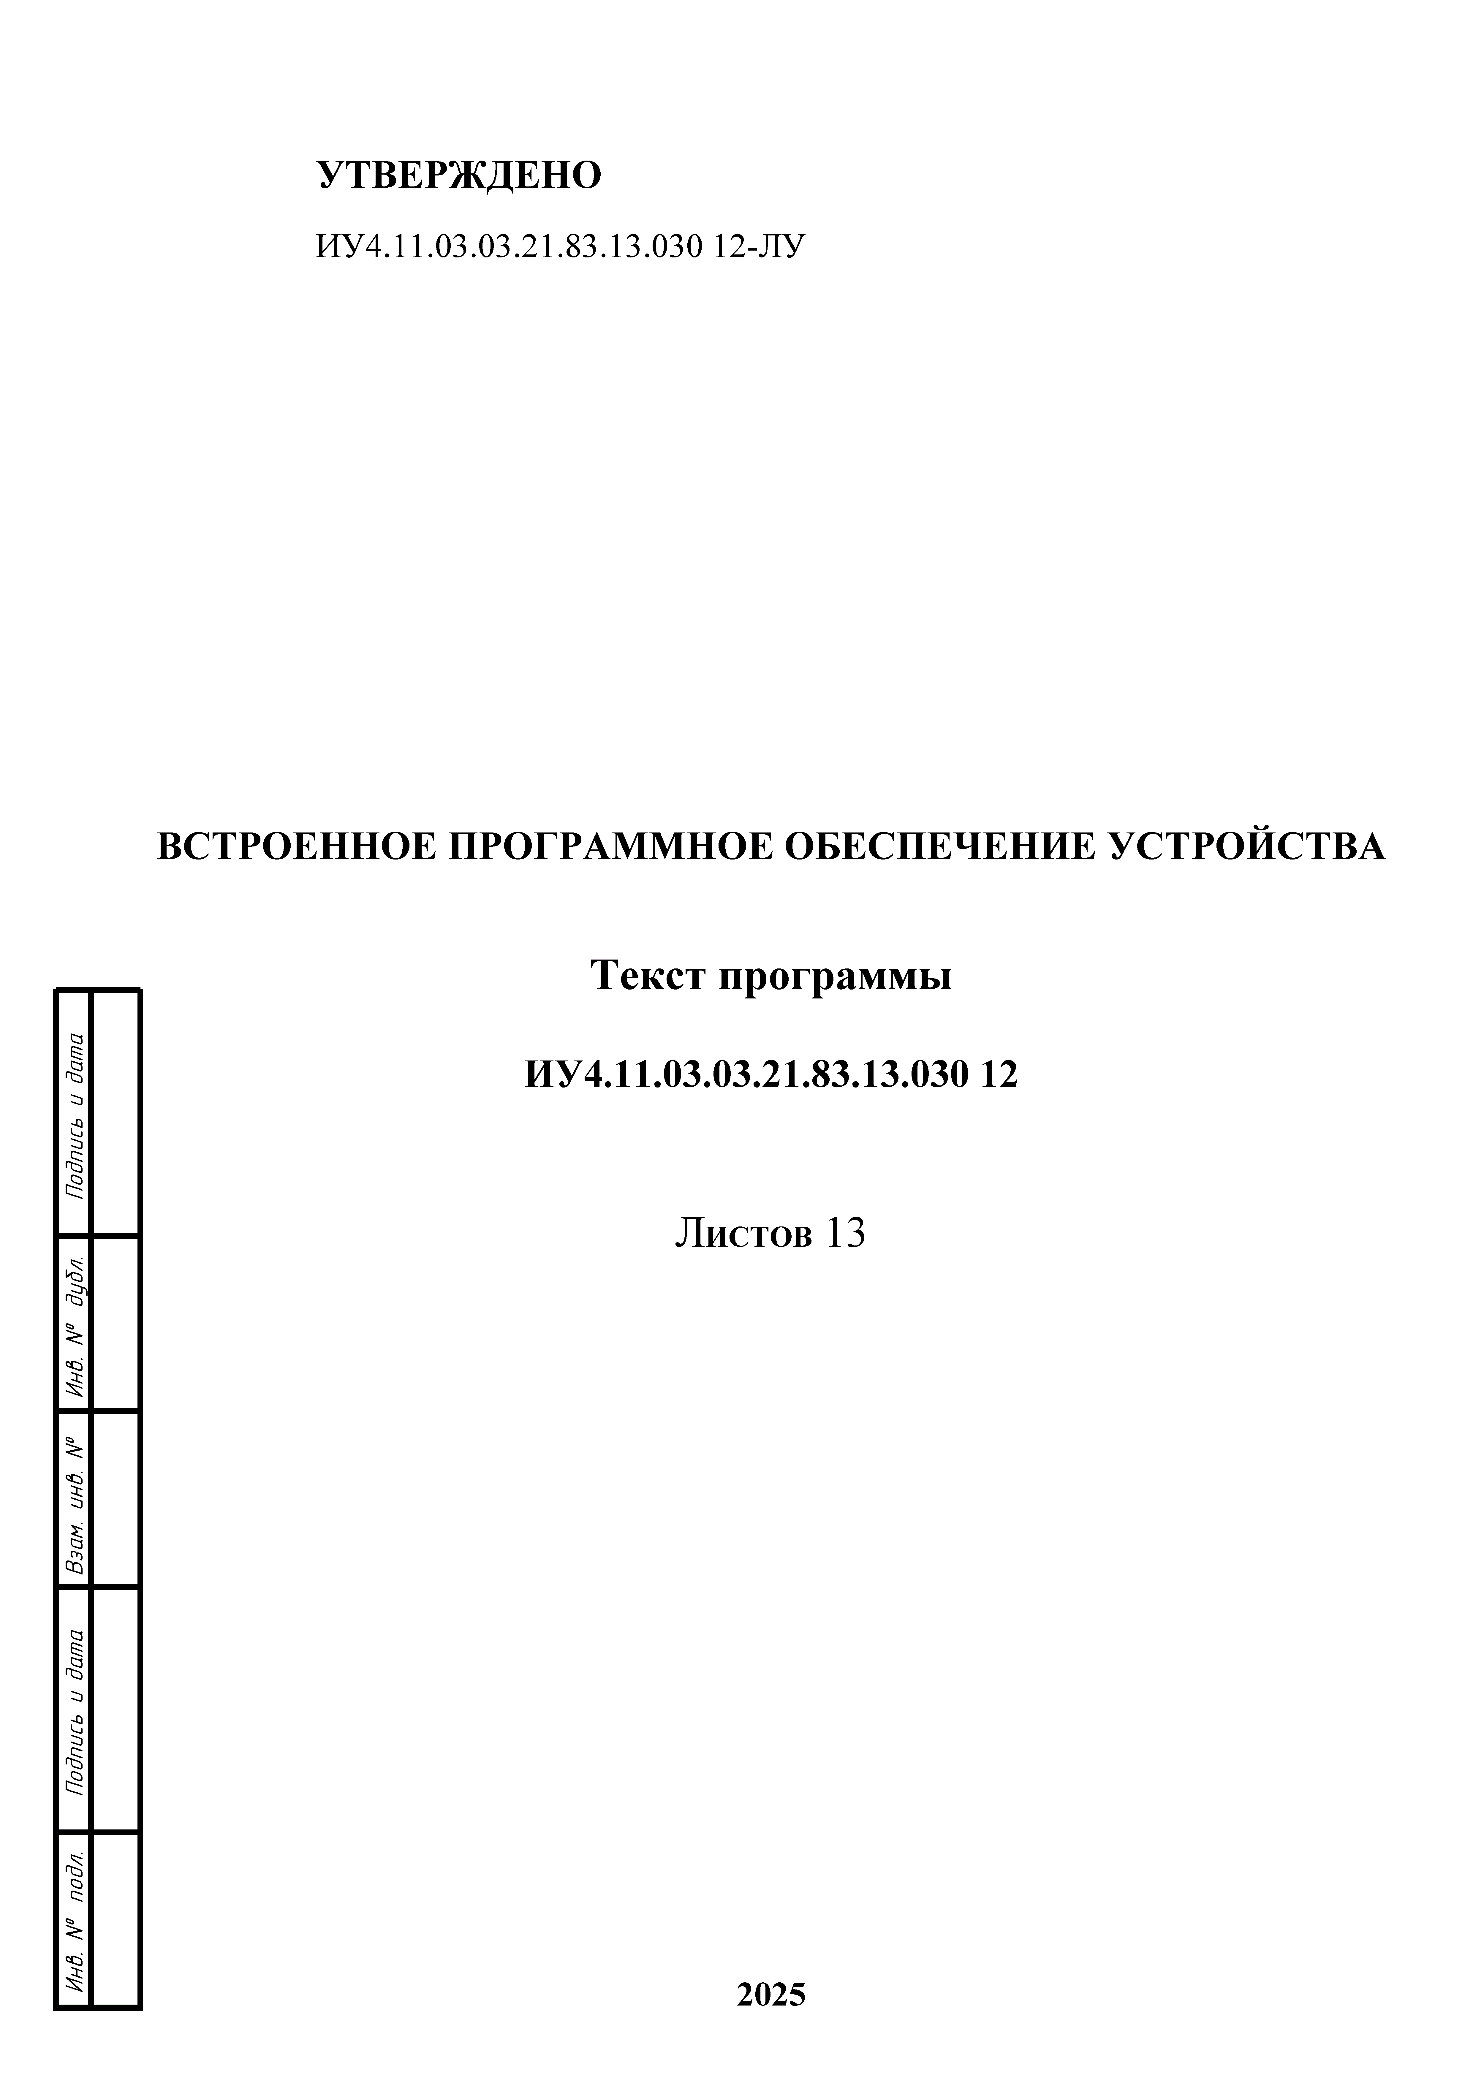 УТВЕРЖДЕНО
ИУ4.11.03.03.21.83.13.030 12-ЛУ
ВСТРОЕННОЕ ПРОГРАММНОЕ ОБЕСПЕЧЕНИЕ УСТРОЙСТВА
Текст программы
ИУ4.11.03.03.21.83.13.030 12
Листов 13
Подпись и дата
Инв. № дубл.
Взам. инв. №
Подпись и дата
Инв. № подл.
2025